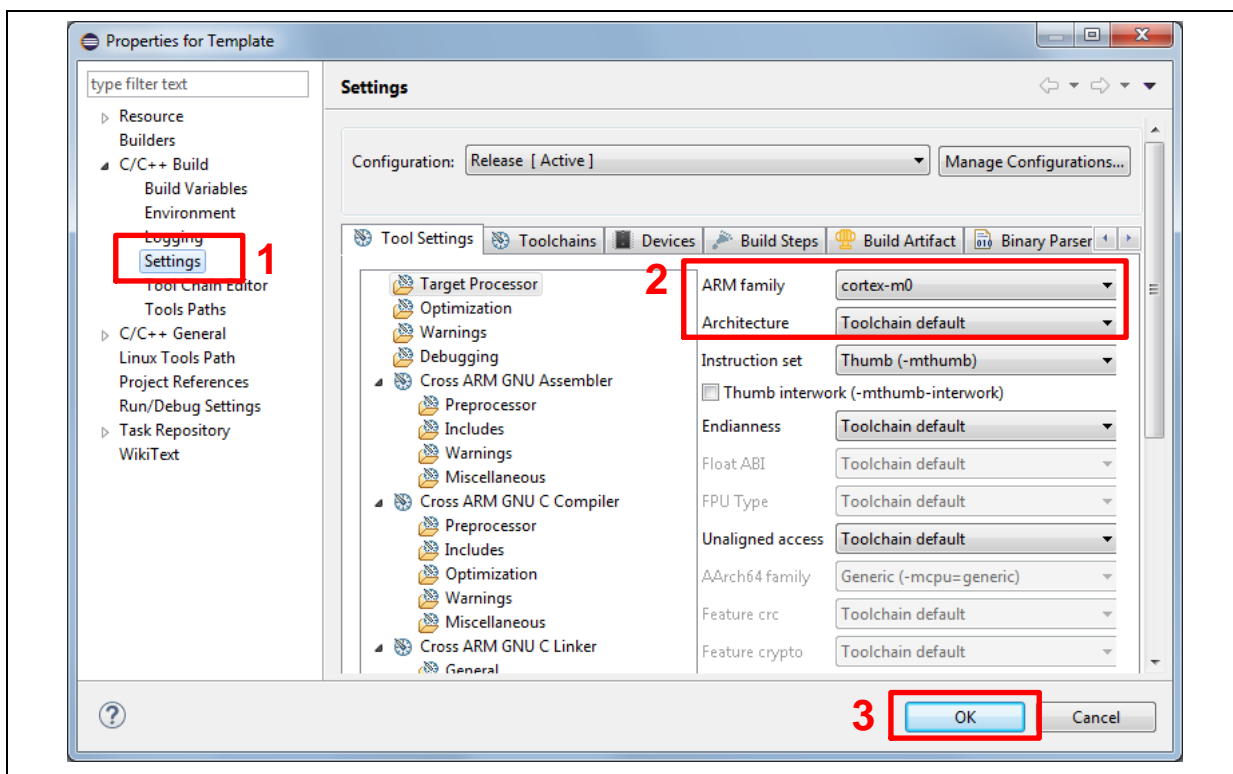 Properties for Template
type filter text
Resource
Builders
C/C++ Build
Build Variables
Environment
Logging
Settings
1
Tool Chain Editor
Tools Paths
C/C++ General
Linux Tools Path
Project References
Run/Debug Settings
Task Repository
WikiText
Settings
Configuration: Release [ Active ] Manage Configurations...
Tool Settings Toolchains Devices Build Steps Build Artifact Binary Parser
Target Processor
Optimization
Warnings
Debugging
Cross ARM GNU Assembler
Preprocessor
Includes
Warnings
Miscellaneous
Cross ARM GNU C Compiler
Preprocessor
Includes
Optimization
Warnings
Miscellaneous
Cross ARM GNU C Linker
General
2
ARM family cortex-m0
Architecture Toolchain default
Instruction set Thumb (-mthumb)
Thumb interwork (-mthumb-interwork)
Endianness Toolchain default
Float ABI Toolchain default
FPU Type Toolchain default
Unaligned access Toolchain default
AArch64 family Generic (-mcpu=generic)
Feature crc Toolchain default
Feature crypto Toolchain default
3
OK Cancel